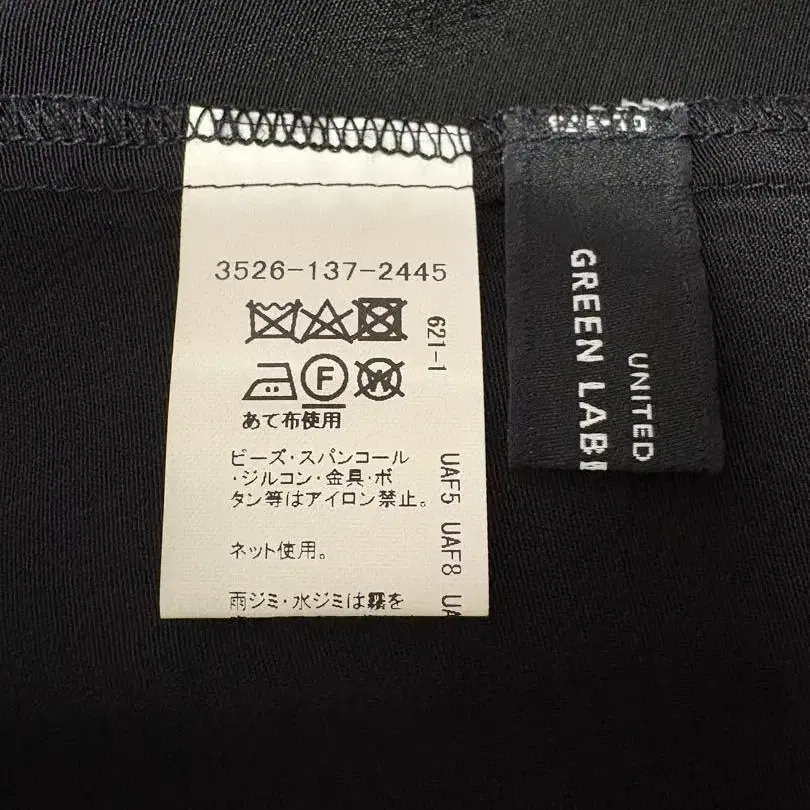 3526-137-2445
621-1
F
W
あて布使用
ビーズ・スパンコール
・ジルコン・金具・ボ
タン等はアイロン禁止。
ネット使用。
雨ジミ・水ジミは霧を
UAF5 UAF8
UNITED
GREEN LAB